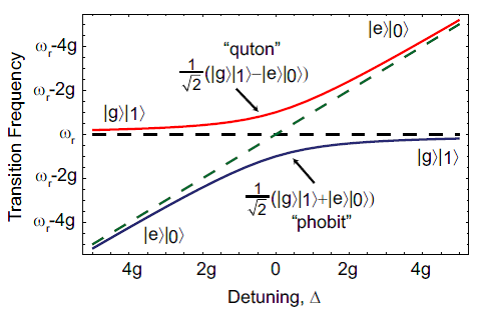 Transition Frequency
ω_r-4g
ω_r-2g
ω_r
ω_r-2g
ω_r-4g
|g⟩|1⟩
"quton"
1/√2(|g⟩|1⟩−|e⟩|0⟩)
|e⟩|0⟩
|g⟩|1⟩
1/√2(|g⟩|1⟩+|e⟩|0⟩)
"phobit"
|e⟩|0⟩
4g 2g 0 2g 4g
Detuning, Δ